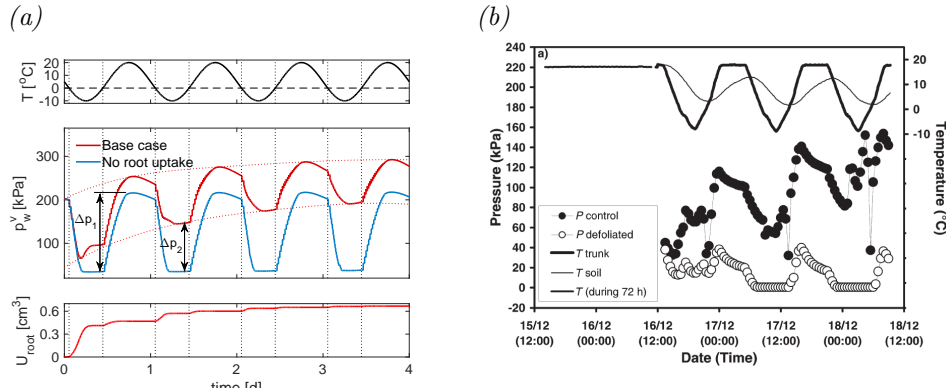 (a)
T [°C]
20
10
0
-10
Base case
No root uptake
p_w^v [kPa]
300
200
100
Δp₁
Δp₂
U_root [cm³]
0.6
0.3
0
0
1
2
3
4
time [d]
(b)
a)
Pressure (kPa)
240
220
200
180
160
140
120
100
80
60
40
20
0
-20
Temperature (°C)
20
10
0
-10
P control
P defoliated
T trunk
T soil
T (during 72 h)
15/12 16/12 16/12 17/12 17/12 18/12 18/12
(12:00) (00:00) (12:00) (00:00) (12:00) (00:00) (12:00)
Date (Time)